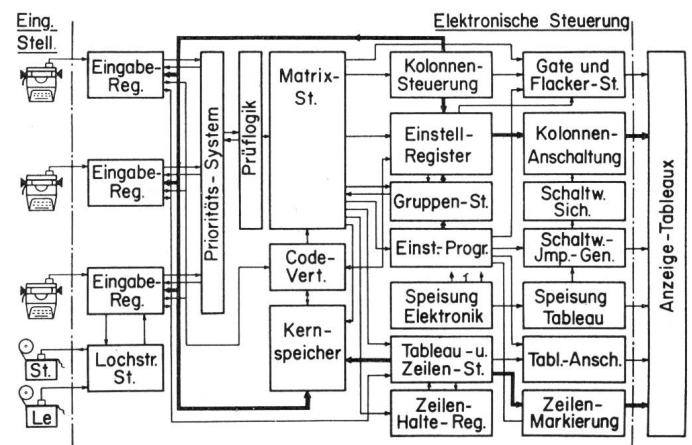 Eing.
Stell.
Elektronische Steuerung
Eingabe-
Reg.
Eingabe-
Reg.
Eingabe-
Reg.
Lochstr.
St.
St.
Le
Prioritäts-System
Prüflogik
Matrix-
St.
Code-
Vert.
Kern-
speicher
Kolonnen-
Steuerung
Einstell-
Register
Gruppen-St.
Einst.-Progr.
Speisung
Elektronik
Tableau-u.
Zeilen-St.
Zeilen-
Halte-Reg.
Gate und
Flacker-St.
Kolonnen-
Anschaltung
Schaltw.
Sich.
Schaltw.-
Jmp.-Gen.
Speisung
Tableau
Tabl.-Ansch.
Zeilen-
Markierung
Anzeige-Tableaux